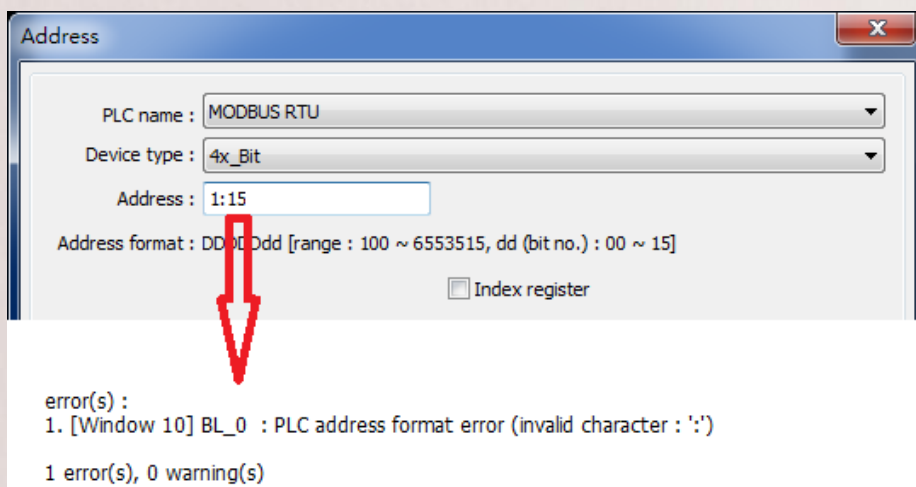 Address
PLC name : MODBUS RTU
Device type : 4x_Bit
Address : 1:15
Address format : DDDDDdd [range : 100 ~ 6553515, dd (bit no.) : 00 ~ 15]
Index register
error(s) :
1. [Window 10] BL_0 : PLC address format error (invalid character : ':')
1 error(s), 0 warning(s)